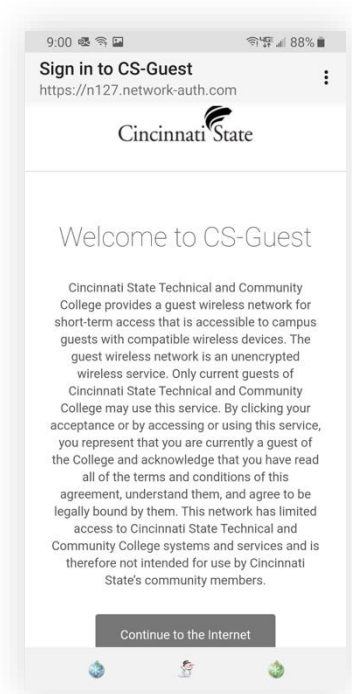 9:00 88%
Sign in to CS-Guest
https://n127.network-auth.com
Cincinnati State
Welcome to CS-Guest
Cincinnati State Technical and Community
College provides a guest wireless network for
short-term access that is accessible to campus
guests with compatible wireless devices. The
guest wireless network is an unencrypted
wireless service. Only current guests of
Cincinnati State Technical and Community
College may use this service. By clicking your
acceptance or by accessing or using this service,
you represent that you are currently a guest of
the College and acknowledge that you have read
all of the terms and conditions of this
agreement, understand them, and agree to be
legally bound by them. This network has limited
access to Cincinnati State Technical and
Community College systems and services and is
therefore not intended for use by Cincinnati
State's community members.
Continue to the Internet